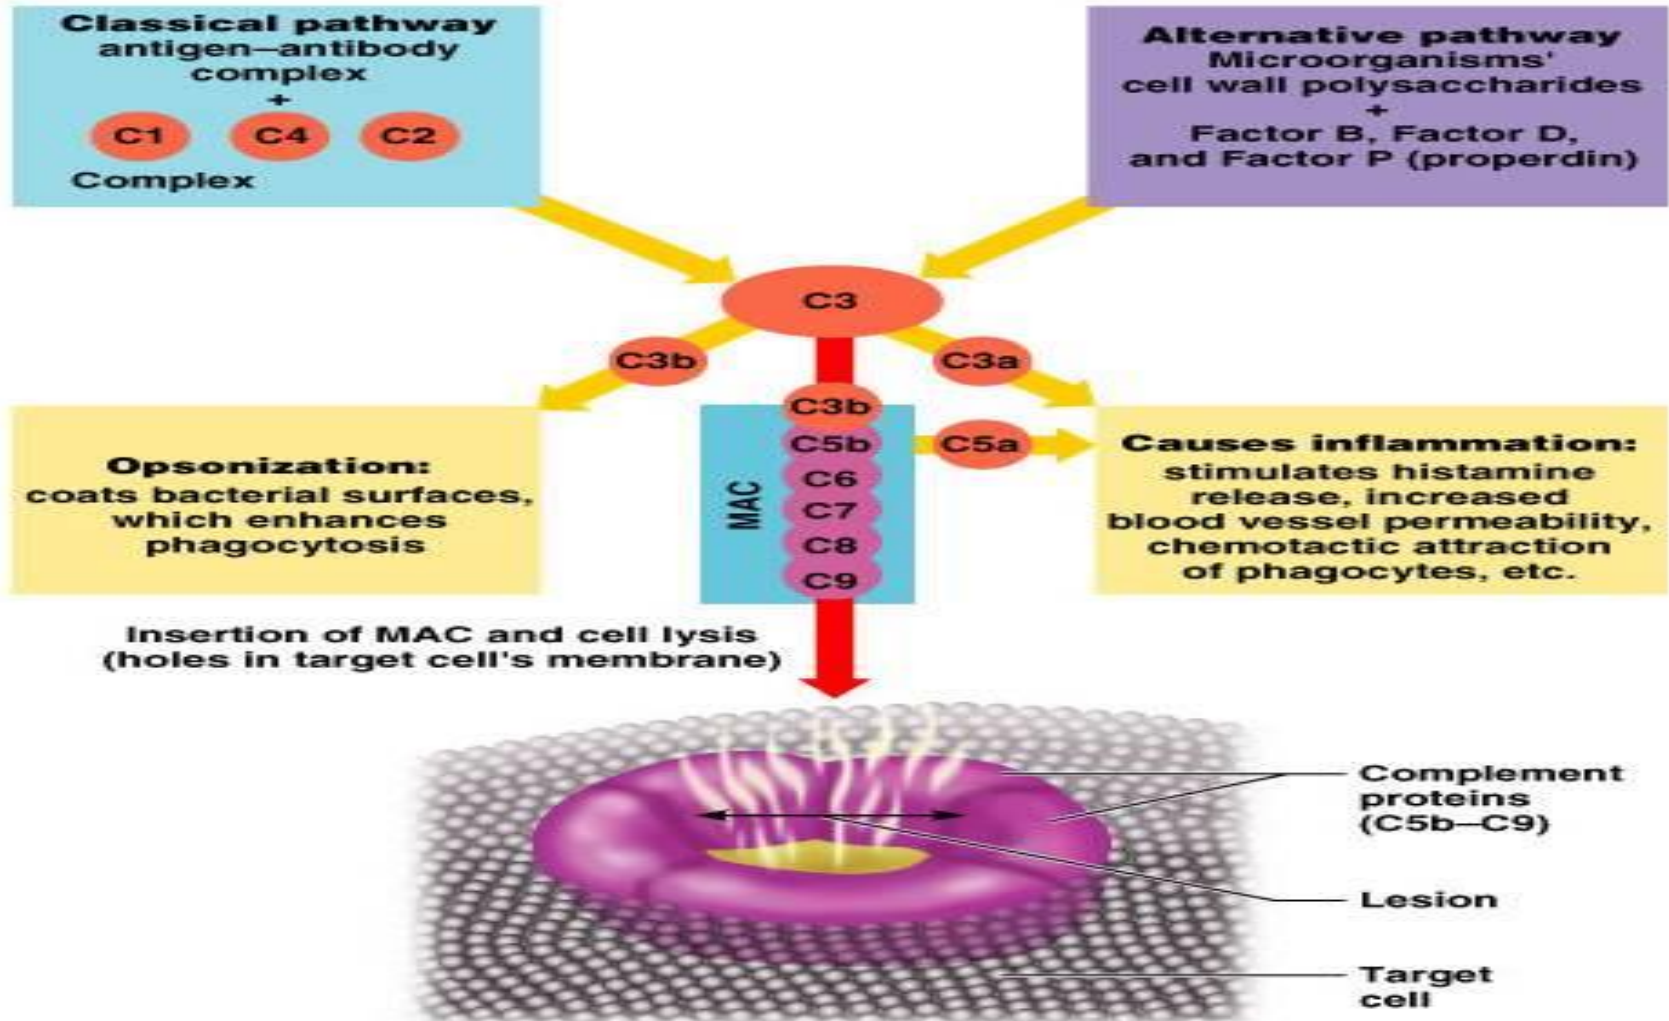 Classical pathway
antigen–antibody
complex
+
C1 C4 C2
Complex
Alternative pathway
Microorganisms'
cell wall polysaccharides
+
Factor B, Factor D,
and Factor P (properdin)
C3
C3b
C3a
C3b
C5b
C6
C7
C8
C9
MAC
C5a
Opsonization:
coats bacterial surfaces,
which enhances
phagocytosis
Causes inflammation:
stimulates histamine
release, increased
blood vessel permeability,
chemotactic attraction
of phagocytes, etc.
Insertion of MAC and cell lysis
(holes in target cell's membrane)
Complement
proteins
(C5b–C9)
Lesion
Target
cell